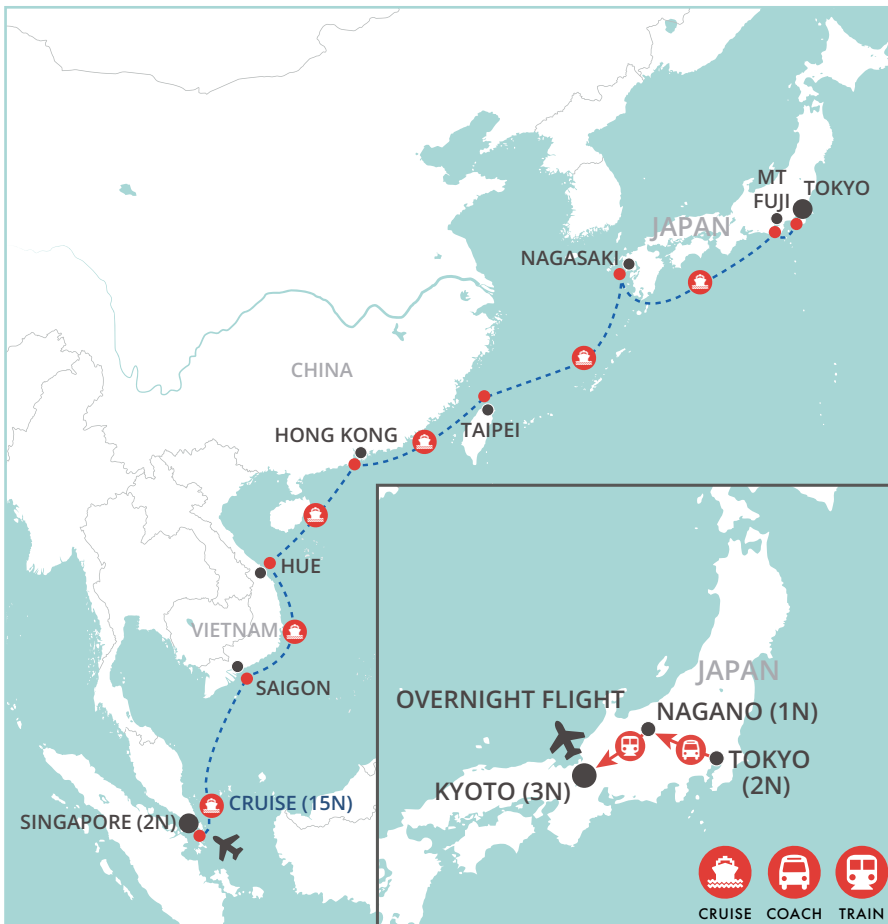 MT
FUJI
TOKYO
JAPAN
NAGASAKI
CHINA
TAIPEI
HONG KONG
HUE
VIETNAM
SAIGON
CRUISE (15N)
SINGAPORE (2N)
JAPAN
OVERNIGHT FLIGHT
NAGANO (1N)
TOKYO
(2N)
KYOTO (3N)
CRUISE
COACH
TRAIN